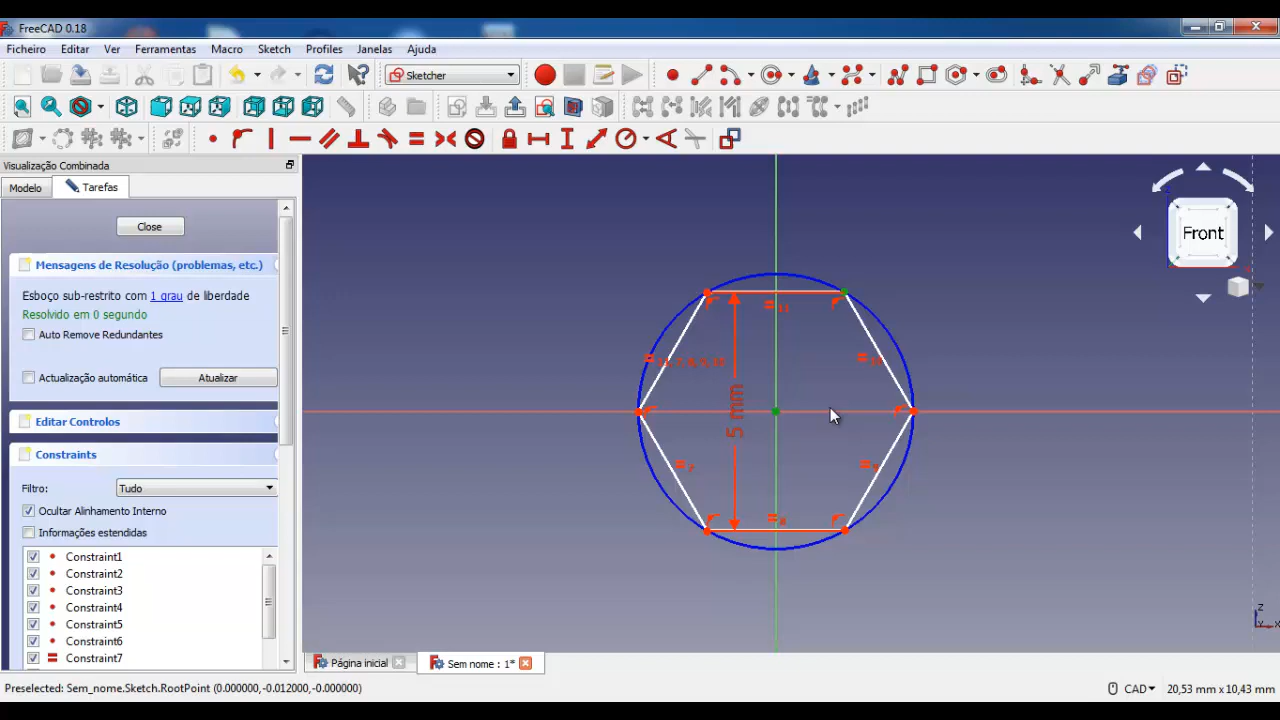 FreeCAD 0.18
Ficheiro Editar Ver Ferramentas Macro Sketch Profiles Janelas Ajuda
Sketcher
Visualização Combinada
Modelo Tarefas
Close
Mensagens de Resolução (problemas, etc.)
Esboço sub-restrito com 1 grau de liberdade
Resolvido em 0 segundo
Auto Remove Redundantes
Actualização automática Atualizar
Editar Controlos
Constraints
Filtro: Tudo
Ocultar Alinhamento Interno
Informações estendidas
Constraint1
Constraint2
Constraint3
Constraint4
Constraint5
Constraint6
Constraint7
5 mm
Front
Página inicial
Sem nome : 1*
Preselected: Sem_nome.Sketch.RootPoint (0.000000,-0.012000,-0.000000)
CAD 20,53 mm x 10,43 mm